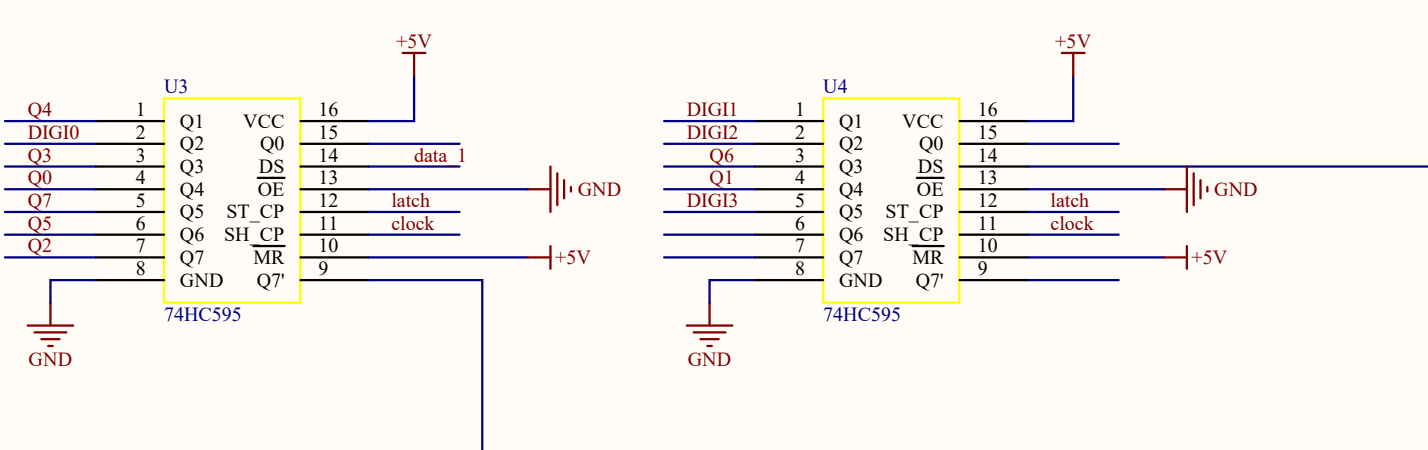 +5V
+5V
U3
U4
Q4 1 Q1 VCC 16
DIGI0 2 Q2 Q0 15
Q3 3 Q3 DS 14 data_1
Q0 4 Q4 OE 13 GND
Q7 5 Q5 ST_CP 12 latch
Q5 6 Q6 SH_CP 11 clock
Q2 7 Q7 MR 10 +5V
8 GND Q7' 9
74HC595
GND
DIGI1 1 Q1 VCC 16
DIGI2 2 Q2 Q0 15
Q6 3 Q3 DS 14
Q1 4 Q4 OE 13 GND
DIGI3 5 Q5 ST_CP 12 latch
6 Q6 SH_CP 11 clock
7 Q7 MR 10 +5V
8 GND Q7' 9
74HC595
GND